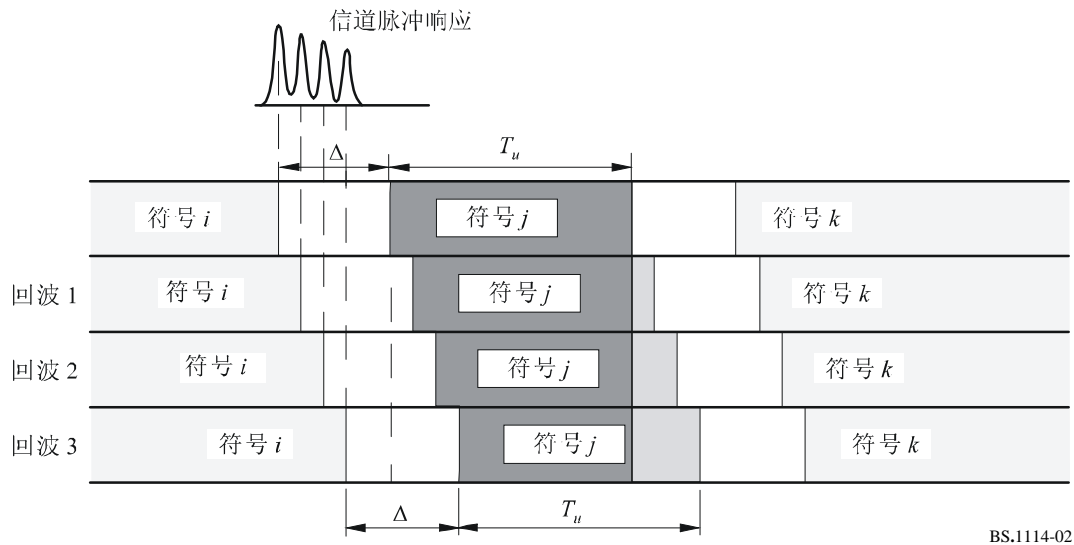 信道脉冲响应
Δ
T_u
符号 i
符号 j
符号 k
回波 1
符号 i
符号 j
符号 k
回波 2
符号 i
符号 j
符号 k
回波 3
符号 i
符号 j
符号 k
Δ
T_u
BS.1114-02